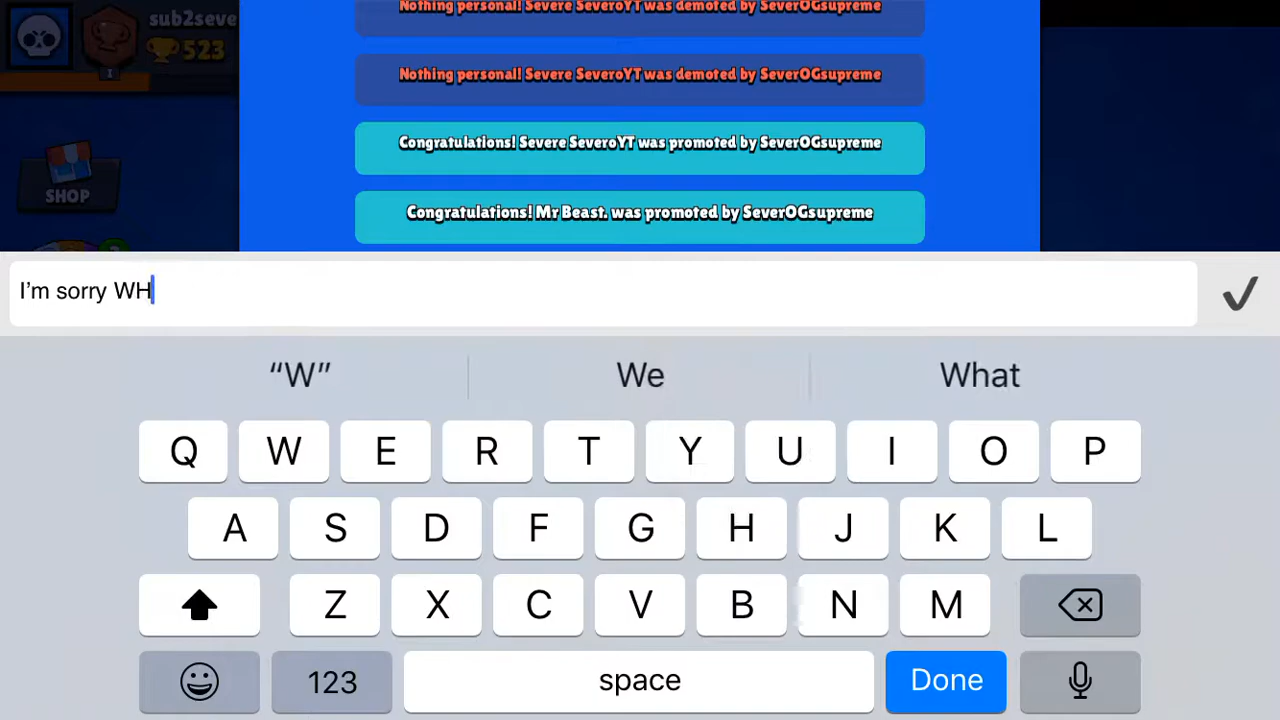 sub2seve
523
I
SHOP
Nothing personal! Severe SeveroYT was demoted by SeverOGsupreme
Nothing personal! Severe SeveroYT was demoted by SeverOGsupreme
Congratulations! Severe SeveroYT was promoted by SeverOGsupreme
Congratulations! Mr Beast. was promoted by SeverOGsupreme
I'm sorry WH
“W” We What
Q W E R T Y U I O P
A S D F G H J K L
Z X C V B N M
123 space Done